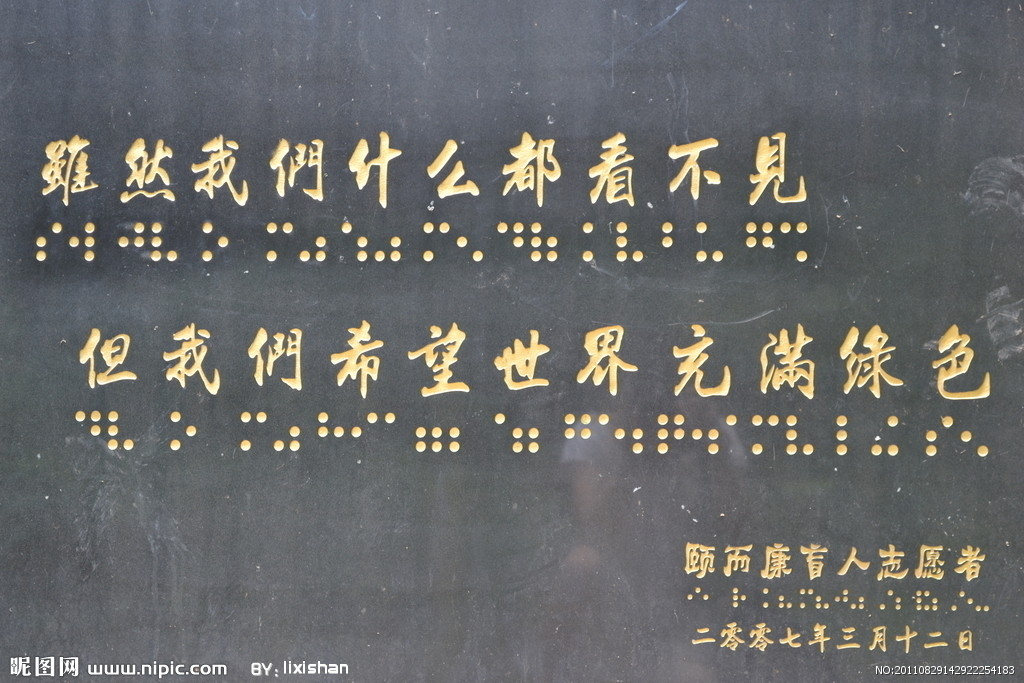 雖然我們什么都看不見
但我們希望世界充滿綠色
颐而康盲人志愿者
二零零七年三月十二日
昵图网 www.nipic.com BY: lixishan NO:20110829142922254183